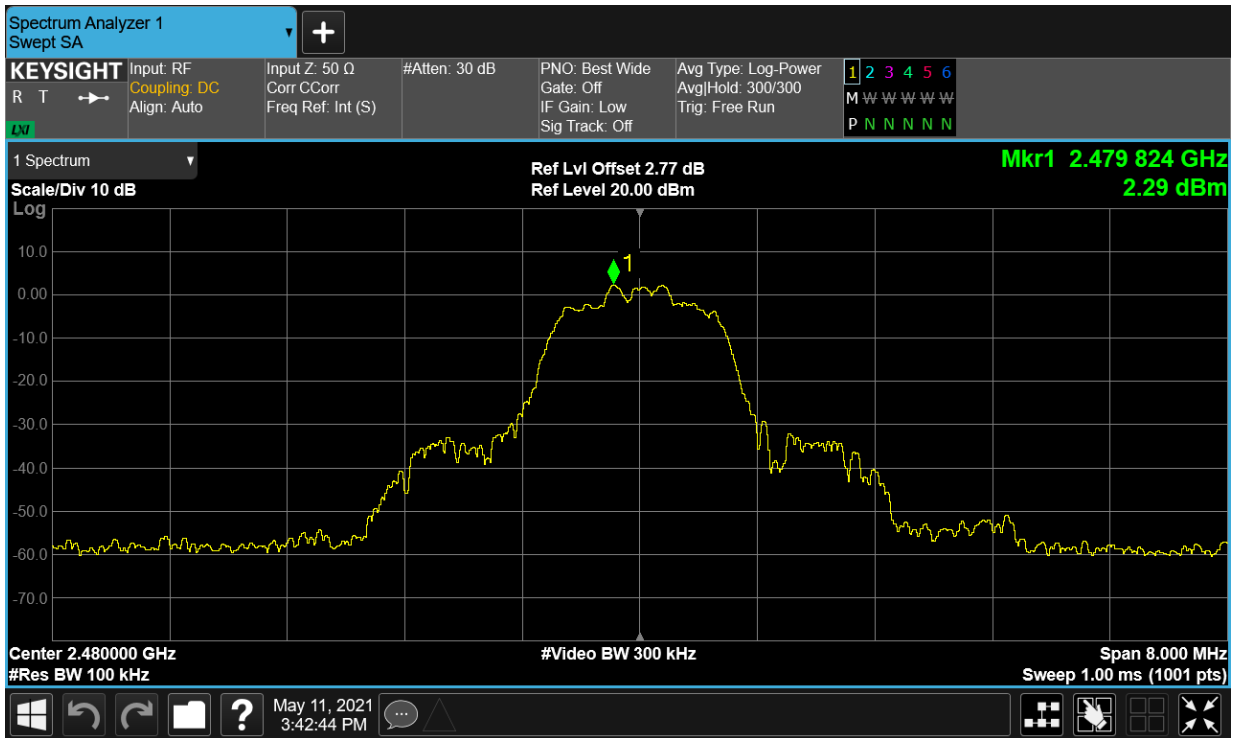 Spectrum Analyzer 1
Swept SA
KEYSIGHT
R T
LXI
Input: RF
Coupling: DC
Align: Auto
Input Z: 50 Ω
Corr CCorr
Freq Ref: Int (S)
#Atten: 30 dB
PNO: Best Wide
Gate: Off
IF Gain: Low
Sig Track: Off
Avg Type: Log-Power
Avg|Hold: 300/300
Trig: Free Run
1 2 3 4 5 6
M W W W W W
P N N N N N
1 Spectrum
Scale/Div 10 dB
Log
Ref Lvl Offset 2.77 dB
Ref Level 20.00 dBm
Mkr1 2.479 824 GHz
2.29 dBm
10.0
0.00
-10.0
-20.0
-30.0
-40.0
-50.0
-60.0
-70.0
1
Center 2.480000 GHz
#Res BW 100 kHz
#Video BW 300 kHz
Span 8.000 MHz
Sweep 1.00 ms (1001 pts)
?
May 11, 2021
3:42:44 PM